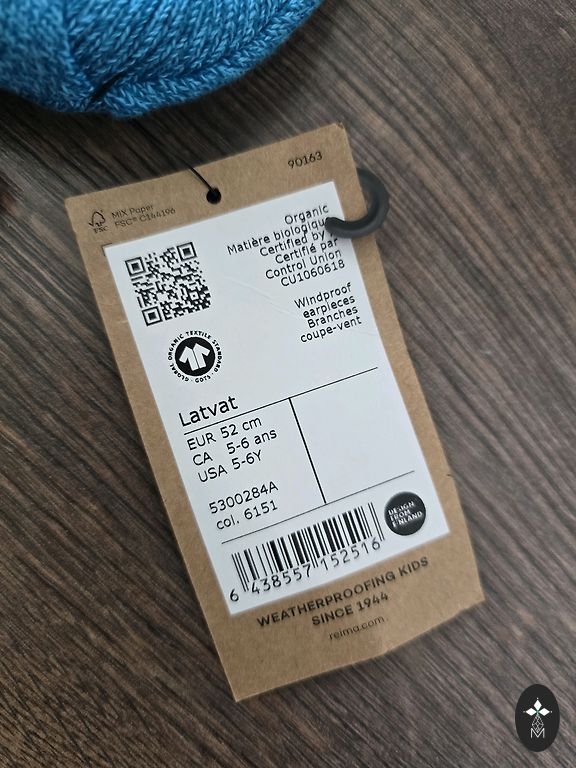 90163
MIX Paper
FSC® C144196
FSC
Organic
Matière biologique
Certified by
Certifié par
Control Union
CU1060618
Windproof
earpieces
Branches
coupe-vent
GLOBAL ORGANIC TEXTILE STANDARD · GOTS ·
Latvat
EUR 52 cm
CA 5-6 ans
USA 5-6Y
5300284A
col. 6151
DESIGN
FROM
FINLAND
6 438557 152516
WEATHERPROOFING KIDS
SINCE 1944
reima.com
M